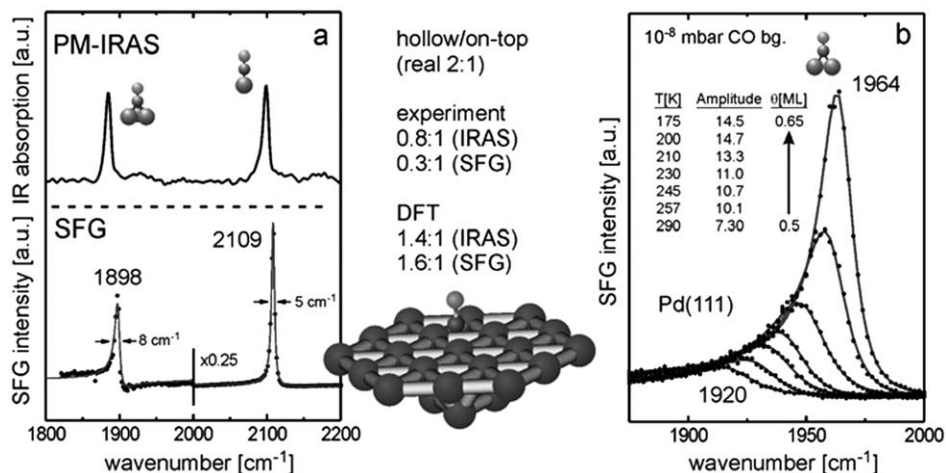 a
PM-IRAS
IR absorption [a.u.]
SFG
SFG intensity [a.u.]
1898
2109
8 cm⁻¹
5 cm⁻¹
x0.25
1800 1900 2000 2100 2200
wavenumber [cm⁻¹]
hollow/on-top
(real 2:1)
experiment
0.8:1 (IRAS)
0.3:1 (SFG)
DFT
1.4:1 (IRAS)
1.6:1 (SFG)
b
10⁻⁸ mbar CO bg.
1964
T[K] Amplitude θ[ML]
175 14.5 0.65
200 14.7
210 13.3
230 11.0
245 10.7
257 10.1
290 7.30 0.5
SFG intensity [a.u.]
Pd(111)
1920
1900 1950 2000
wavenumber [cm⁻¹]